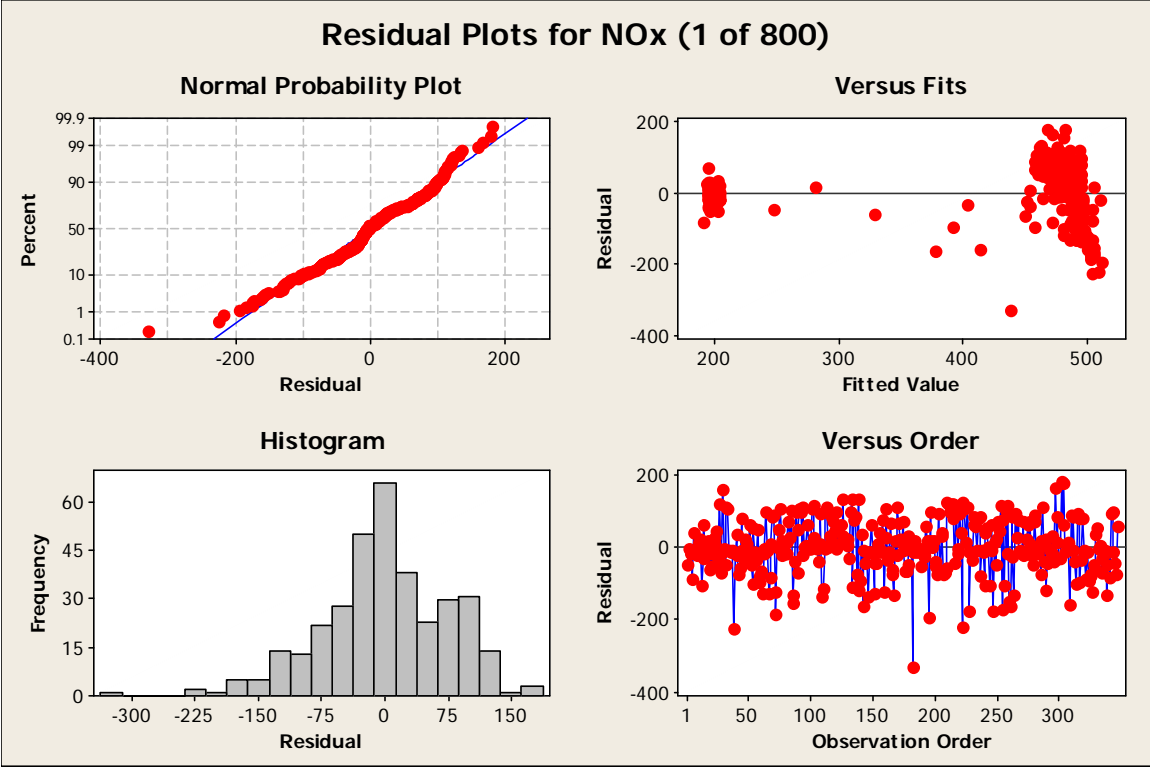 Residual Plots for NOx (1 of 800)
Normal Probability Plot
99.9
99
90
50
10
1
0.1
Percent
-400 -200 0 200
Residual
Versus Fits
200
0
-200
-400
Residual
200 300 400 500
Fitted Value
Histogram
60
45
30
15
0
Frequency
-300 -225 -150 -75 0 75 150
Residual
Versus Order
200
0
-200
-400
Residual
1 50 100 150 200 250 300
Observation Order